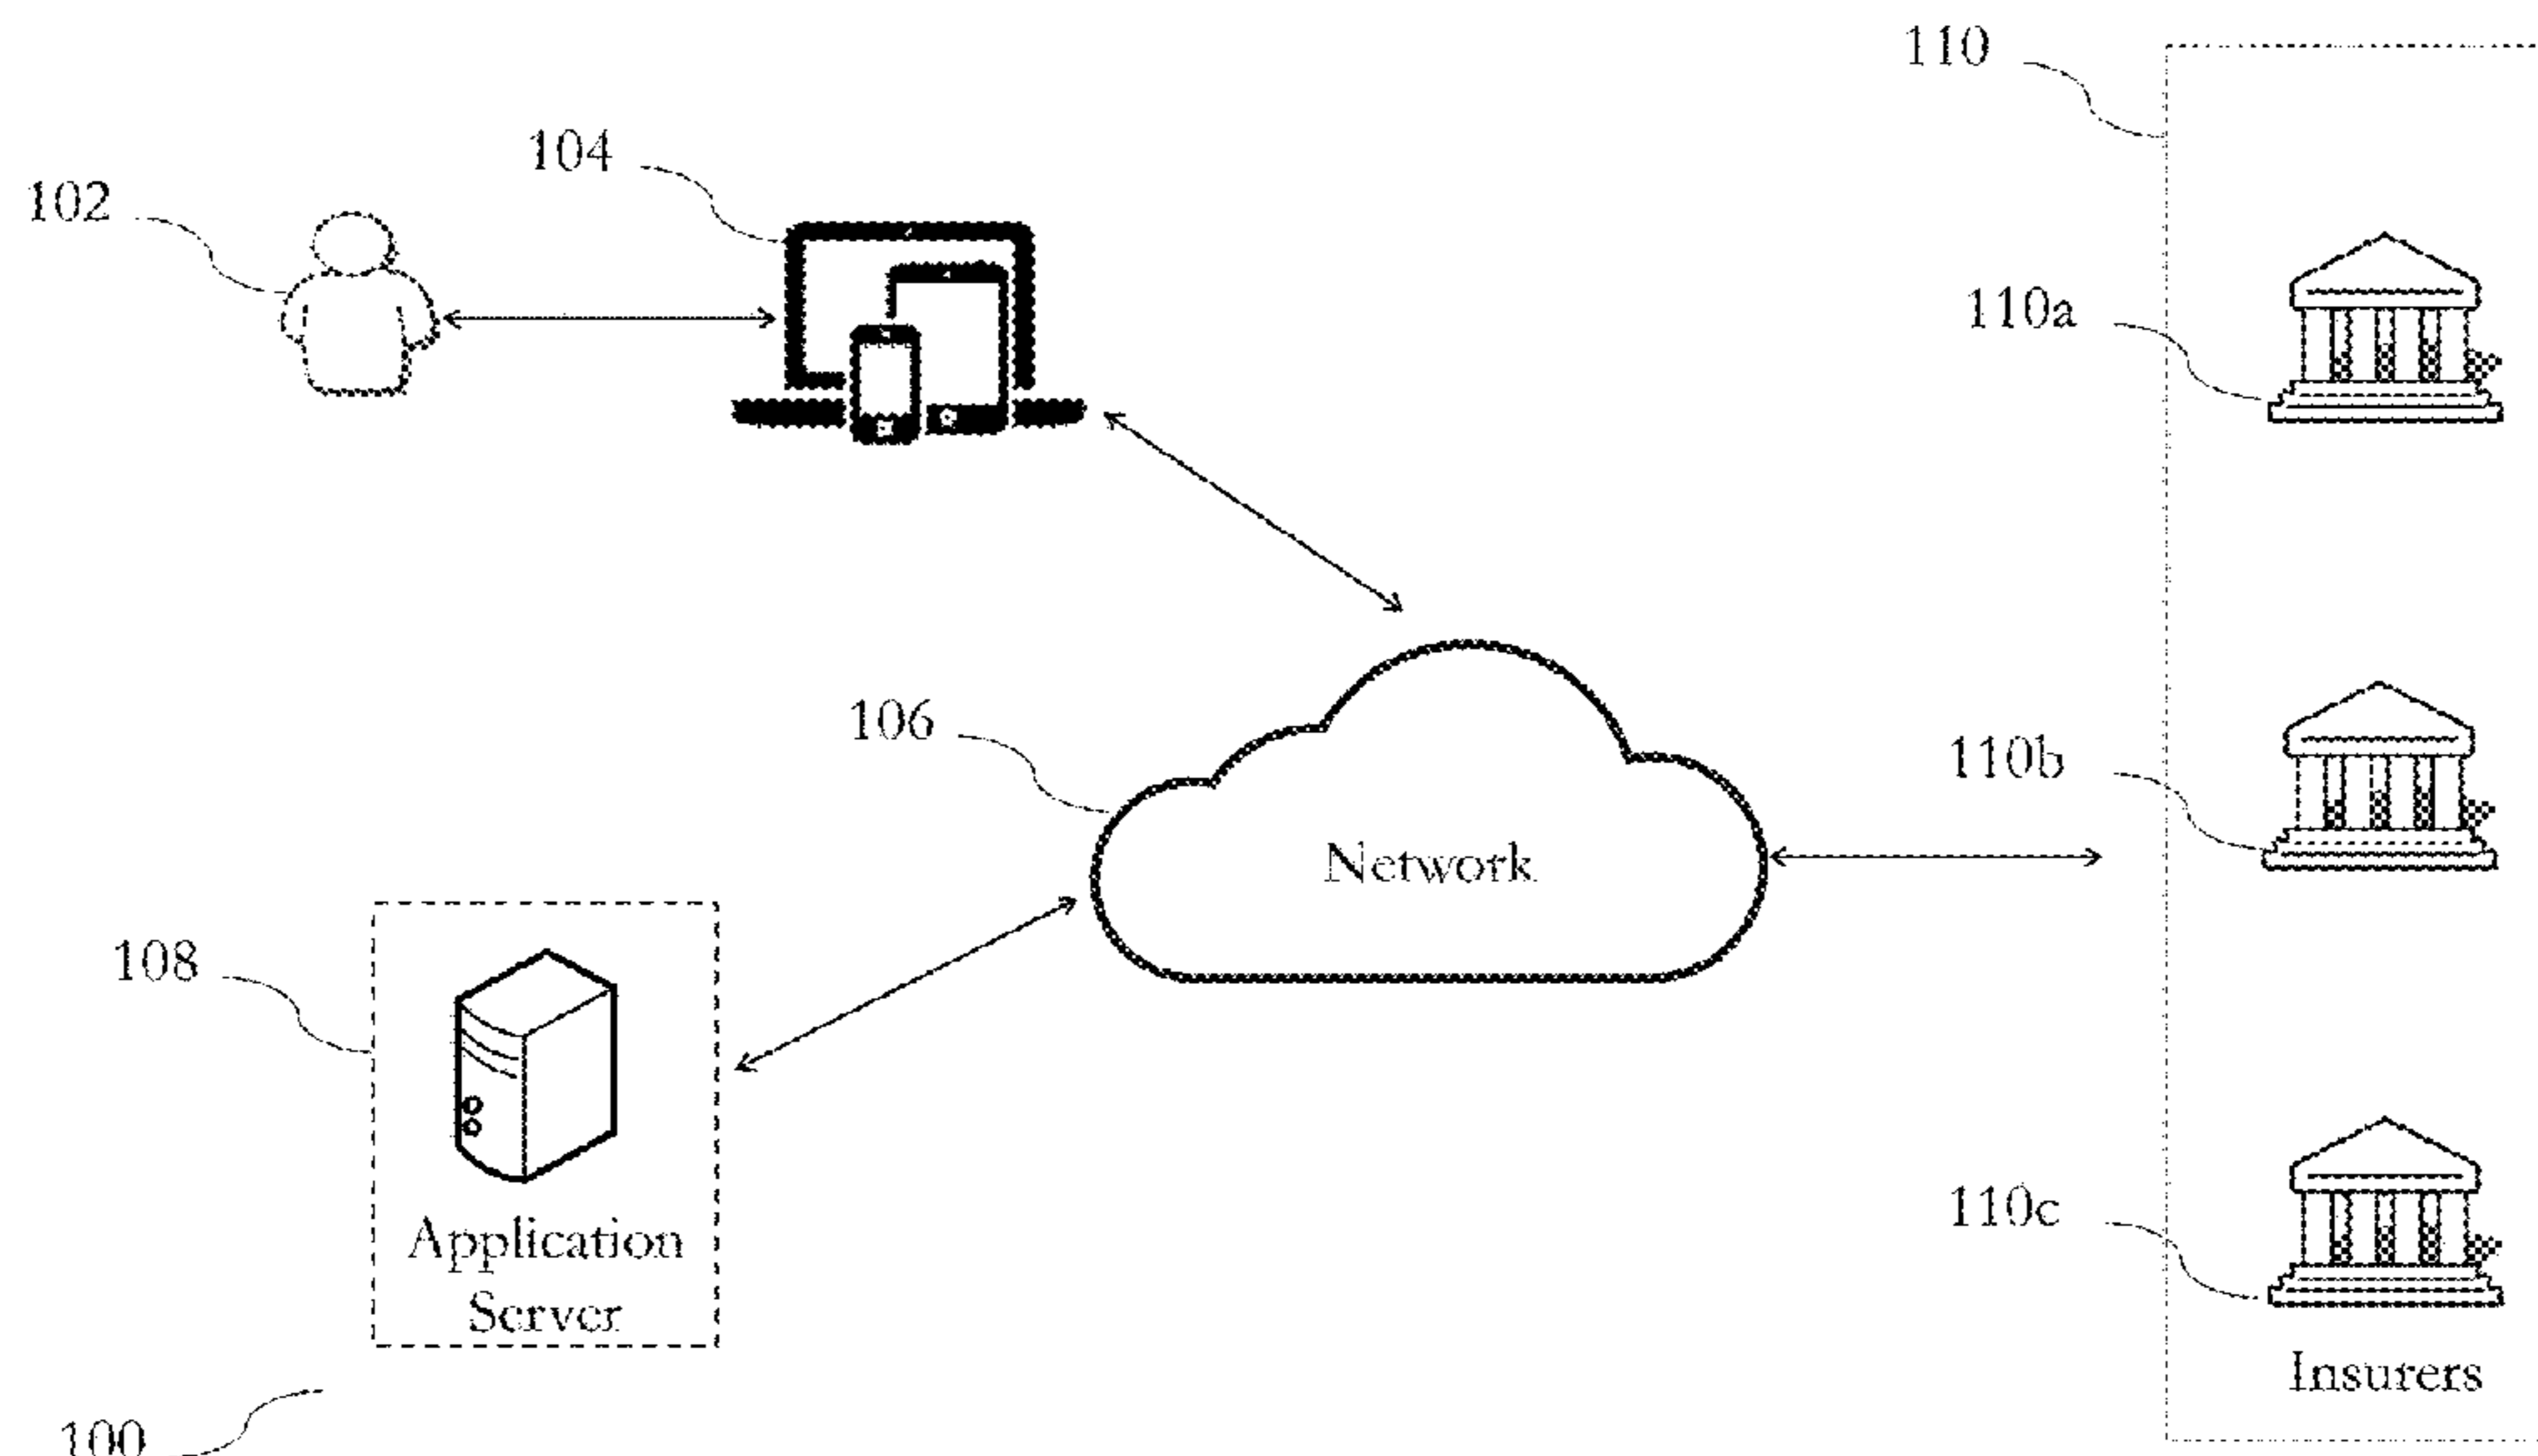 110
104
102
110a
106
110b
Network
108
110c
Application
Server
Insurers
100